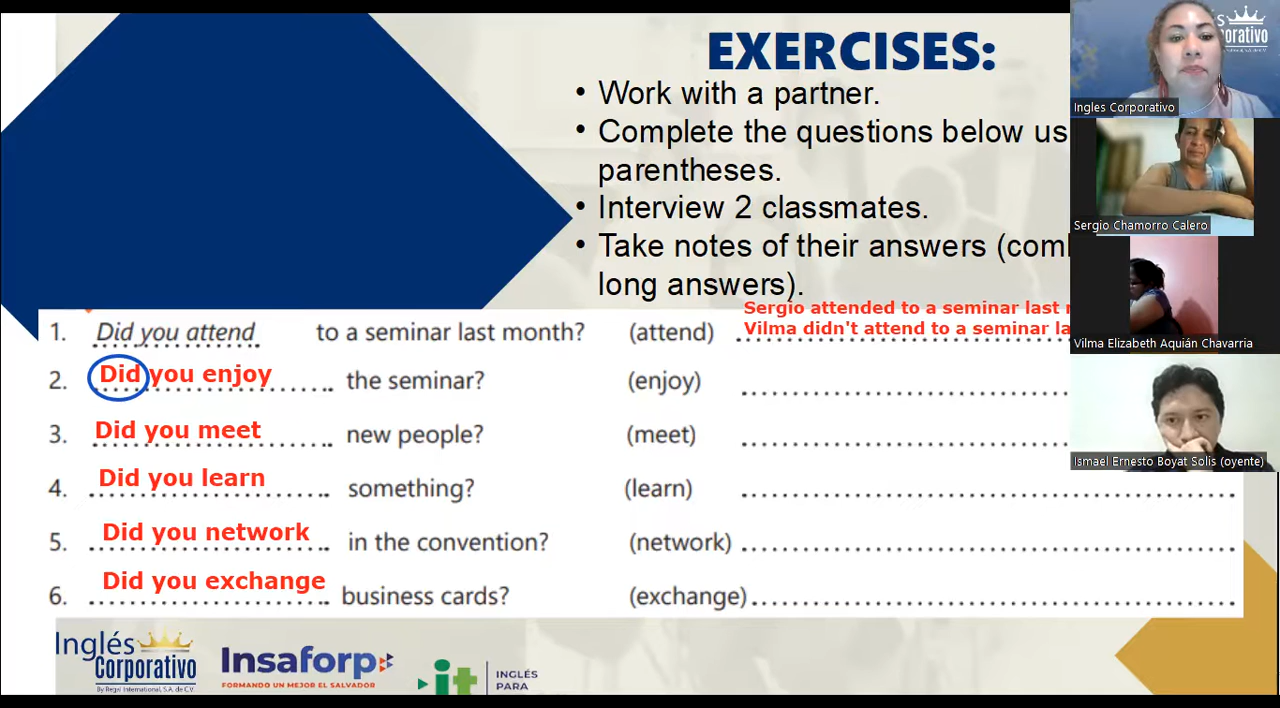 EXERCISES:
• Work with a partner.
• Complete the questions below us
parentheses.
• Interview 2 classmates.
• Take notes of their answers (com
long answers).
Sergio attended to a seminar last
Vilma didn't attend to a seminar la
1. Did you attend to a seminar last month? (attend)
2. Did you enjoy the seminar? (enjoy)
3. Did you meet new people? (meet)
4. Did you learn something? (learn)
5. Did you network in the convention? (network)
6. Did you exchange business cards? (exchange)
Inglés
Corporativo
By Regal International, S.A. de C.V.
Insaforp
FORMANDO UN MEJOR EL SALVADOR
it
INGLÉS
PARA
Ingles Corporativo
Sergio Chamorro Calero
Vilma Elizabeth Aquián Chavarria
Ismael Ernesto Boyat Solis (oyente)